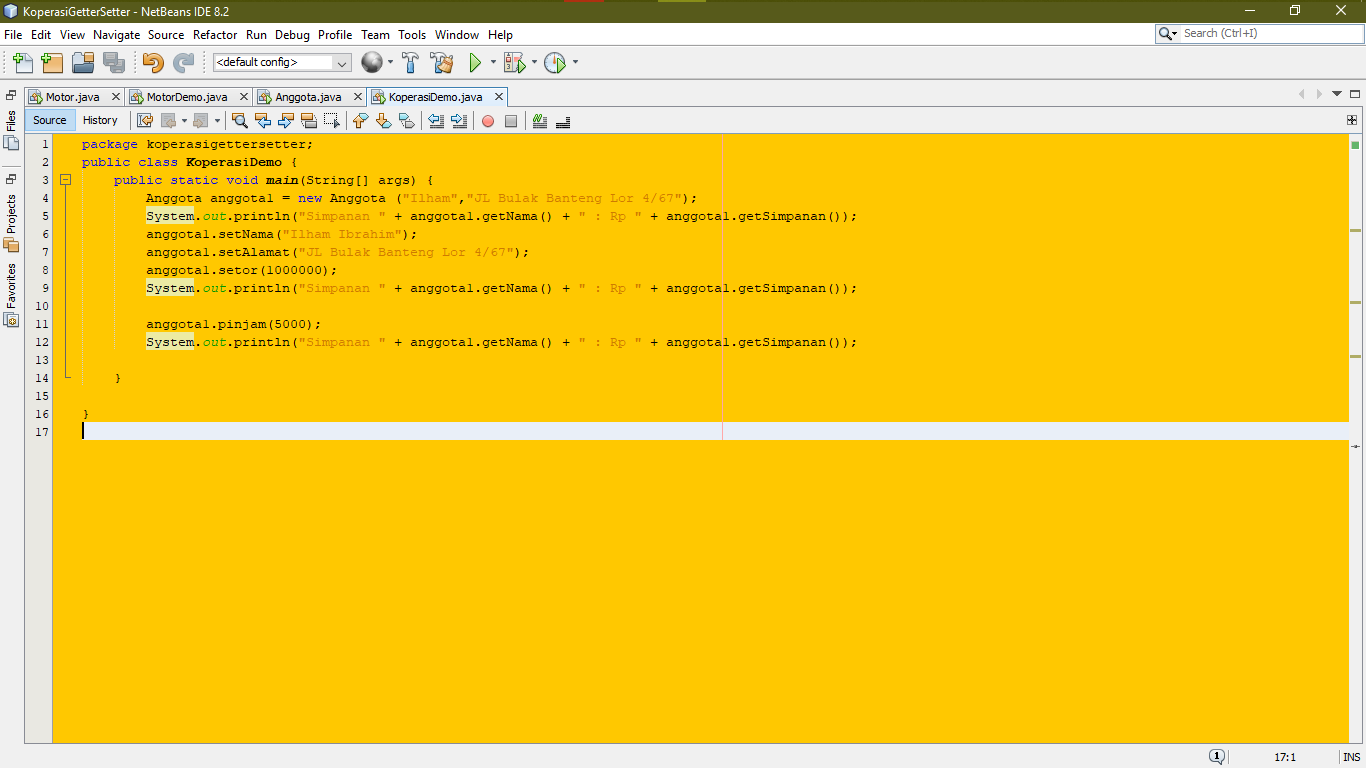 KoperasiGetterSetter - NetBeans IDE 8.2
File Edit View Navigate Source Refactor Run Debug Profile Team Tools Window Help
Search (Ctrl+I)
<default config>
Motor.java MotorDemo.java Anggota.java KoperasiDemo.java
Source History
Files
Projects
Favorites
1 package koperasigettersetter;
2 public class KoperasiDemo {
3 public static void main(String[] args) {
4 Anggota anggota1 = new Anggota ("Ilham","JL Bulak Banteng Lor 4/67");
5 System.out.println("Simpanan " + anggota1.getNama() + " : Rp " + anggota1.getSimpanan());
6 anggota1.setNama("Ilham Ibrahim");
7 anggota1.setAlamat("JL Bulak Banteng Lor 4/67");
8 anggota1.setor(1000000);
9 System.out.println("Simpanan " + anggota1.getNama() + " : Rp " + anggota1.getSimpanan());
10
11 anggota1.pinjam(5000);
12 System.out.println("Simpanan " + anggota1.getNama() + " : Rp " + anggota1.getSimpanan());
13
14 }
15
16 }
17
1 17:1 INS